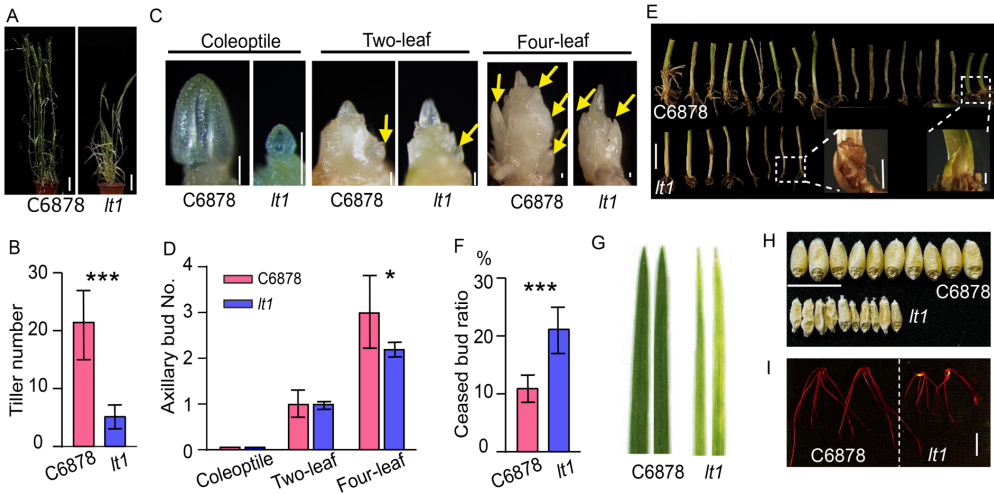 A
C6878
lt1
C
Coleoptile
Two-leaf
Four-leaf
C6878
lt1
C6878
lt1
C6878
lt1
E
C6878
lt1
B
Tiller number
30
20
10
0
***
C6878
lt1
D
Axillary bud No.
4
3
2
1
0
C6878
lt1
*
Coleoptile
Two-leaf
Four-leaf
F
%
Ceased bud ratio
30
20
10
0
***
C6878
lt1
G
C6878
lt1
H
C6878
lt1
I
C6878
lt1